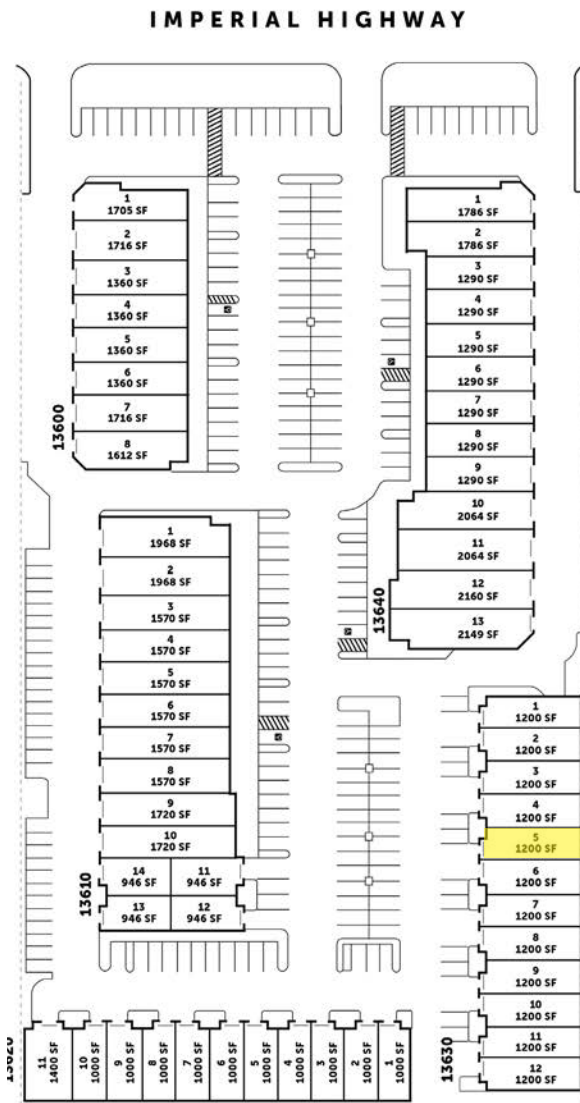 IMPERIAL HIGHWAY
1
1705 SF
2
1716 SF
3
1360 SF
4
1360 SF
5
1360 SF
6
1360 SF
7
1716 SF
8
1612 SF
13600
1
1786 SF
2
1786 SF
3
1290 SF
4
1290 SF
5
1290 SF
6
1290 SF
7
1290 SF
8
1290 SF
9
1290 SF
10
2064 SF
11
2064 SF
12
2160 SF
13
2149 SF
13640
1
1968 SF
2
1968 SF
3
1570 SF
4
1570 SF
5
1570 SF
6
1570 SF
7
1570 SF
8
1570 SF
9
1720 SF
10
1720 SF
14
946 SF
11
946 SF
13
946 SF
12
946 SF
13610
1
1200 SF
2
1200 SF
3
1200 SF
4
1200 SF
5
1200 SF
6
1200 SF
7
1200 SF
8
1200 SF
9
1200 SF
10
1200 SF
11
1200 SF
12
1200 SF
13630
13620
11
1400 SF
10
1000 SF
9
1000 SF
8
1000 SF
7
1000 SF
6
1000 SF
5
1000 SF
4
1000 SF
3
1000 SF
2
1000 SF
1
1000 SF